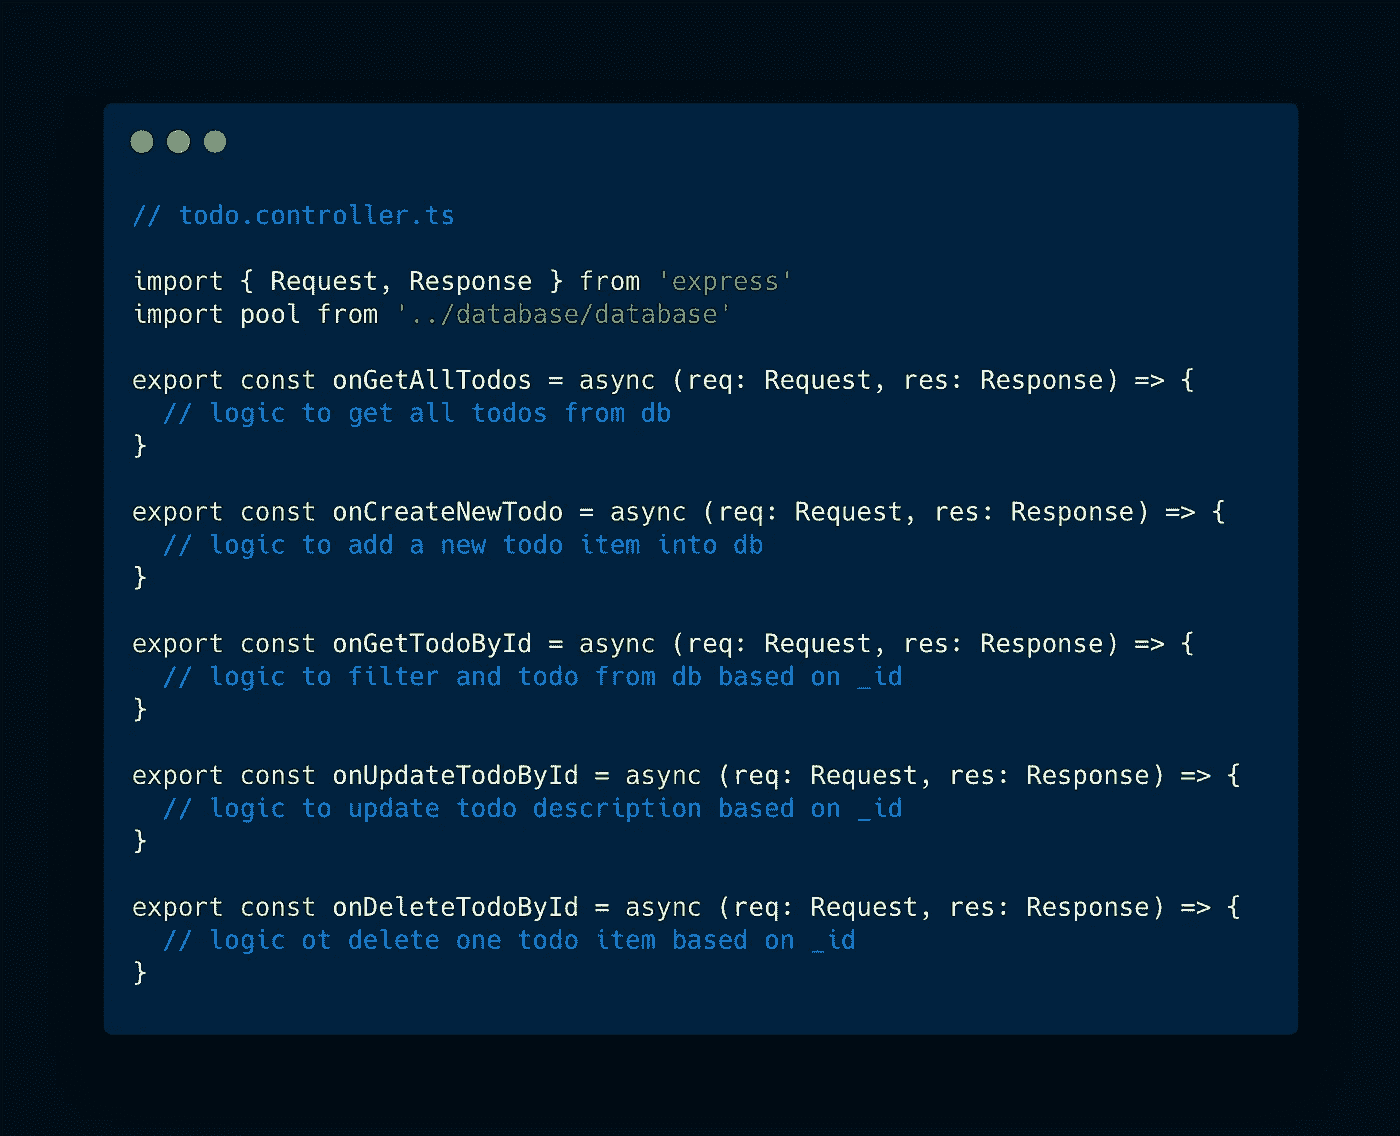 // todo.controller.ts
import { Request, Response } from 'express'
import pool from '../database/database'
export const onGetAllTodos = async (req: Request, res: Response) => {
// logic to get all todos from db
}
export const onCreateNewTodo = async (req: Request, res: Response) => {
// logic to add a new todo item into db
}
export const onGetTodoById = async (req: Request, res: Response) => {
// logic to filter and todo from db based on _id
}
export const onUpdateTodoById = async (req: Request, res: Response) => {
// logic to update todo description based on _id
}
export const onDeleteTodoById = async (req: Request, res: Response) => {
// logic ot delete one todo item based on _id
}